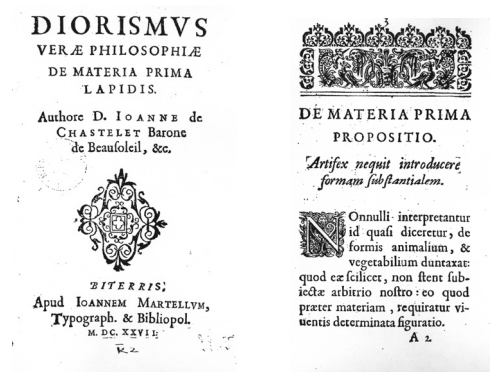 DIORISMVS
VERÆ PHILOSOPHIÆ
DE MATERIA PRIMA
LAPIDIS.
Authore D. IOANNE de
CHASTELET Barone
de Beausoleil, &c.
BITERRIS,
Apud IOANNEM MARTELLVM,
Typograph. & Bibliopol.
M. DC. XXVII.
R2
3
DE MATERIA PRIMA
PROPOSITIO.
Artifex nequit introducere
formam substantialem.
NOnnulli interpretantur
id quasi diceretur, de
formis animalium, &
vegetabilium duntaxat:
quod eæ scilicet, non stent sub-
iectæ arbitrio nostro: eo quod
præter materiam, requiratur vi-
uentis determinata figuratio.
A 2